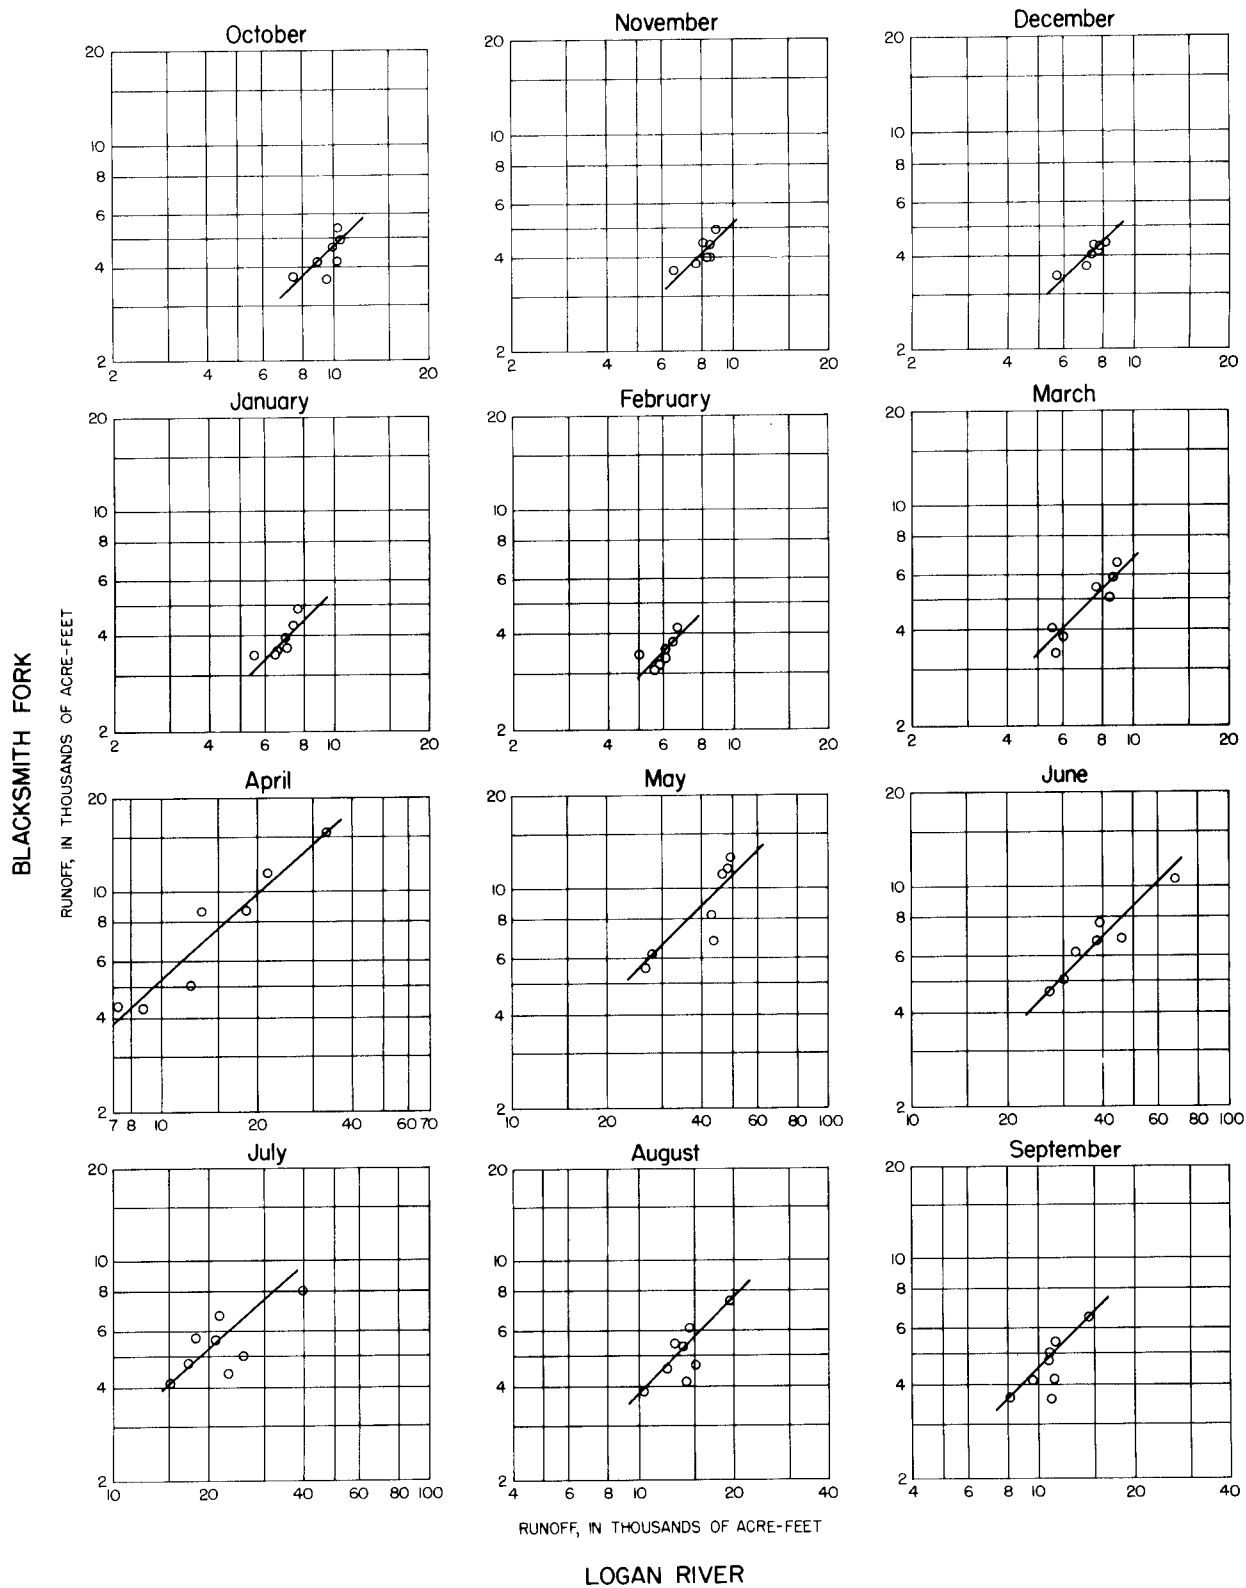 October
20
10
8
6
4
2
2 4 6 8 10 20
November
20
10
8
6
4
2
2 4 6 8 10 20
December
20
10
8
6
4
2
2 4 6 8 10 20
January
20
10
8
6
4
2
2 4 6 8 10 20
February
20
10
8
6
4
2
2 4 6 8 10 20
March
20
10
8
6
4
2
2 4 6 8 10 20
BLACKSMITH FORK
RUNOFF, IN THOUSANDS OF ACRE-FEET
April
20
10
8
6
4
2
7 8 10 20 40 60 70
May
20
10
8
6
4
2
10 20 40 60 80 100
June
20
10
8
6
4
2
10 20 40 60 80 100
July
20
10
8
6
4
2
10 20 40 60 80 100
August
20
10
8
6
4
2
4 6 8 10 20 40
September
20
10
8
6
4
2
4 6 8 10 20 40
RUNOFF, IN THOUSANDS OF ACRE-FEET
LOGAN RIVER